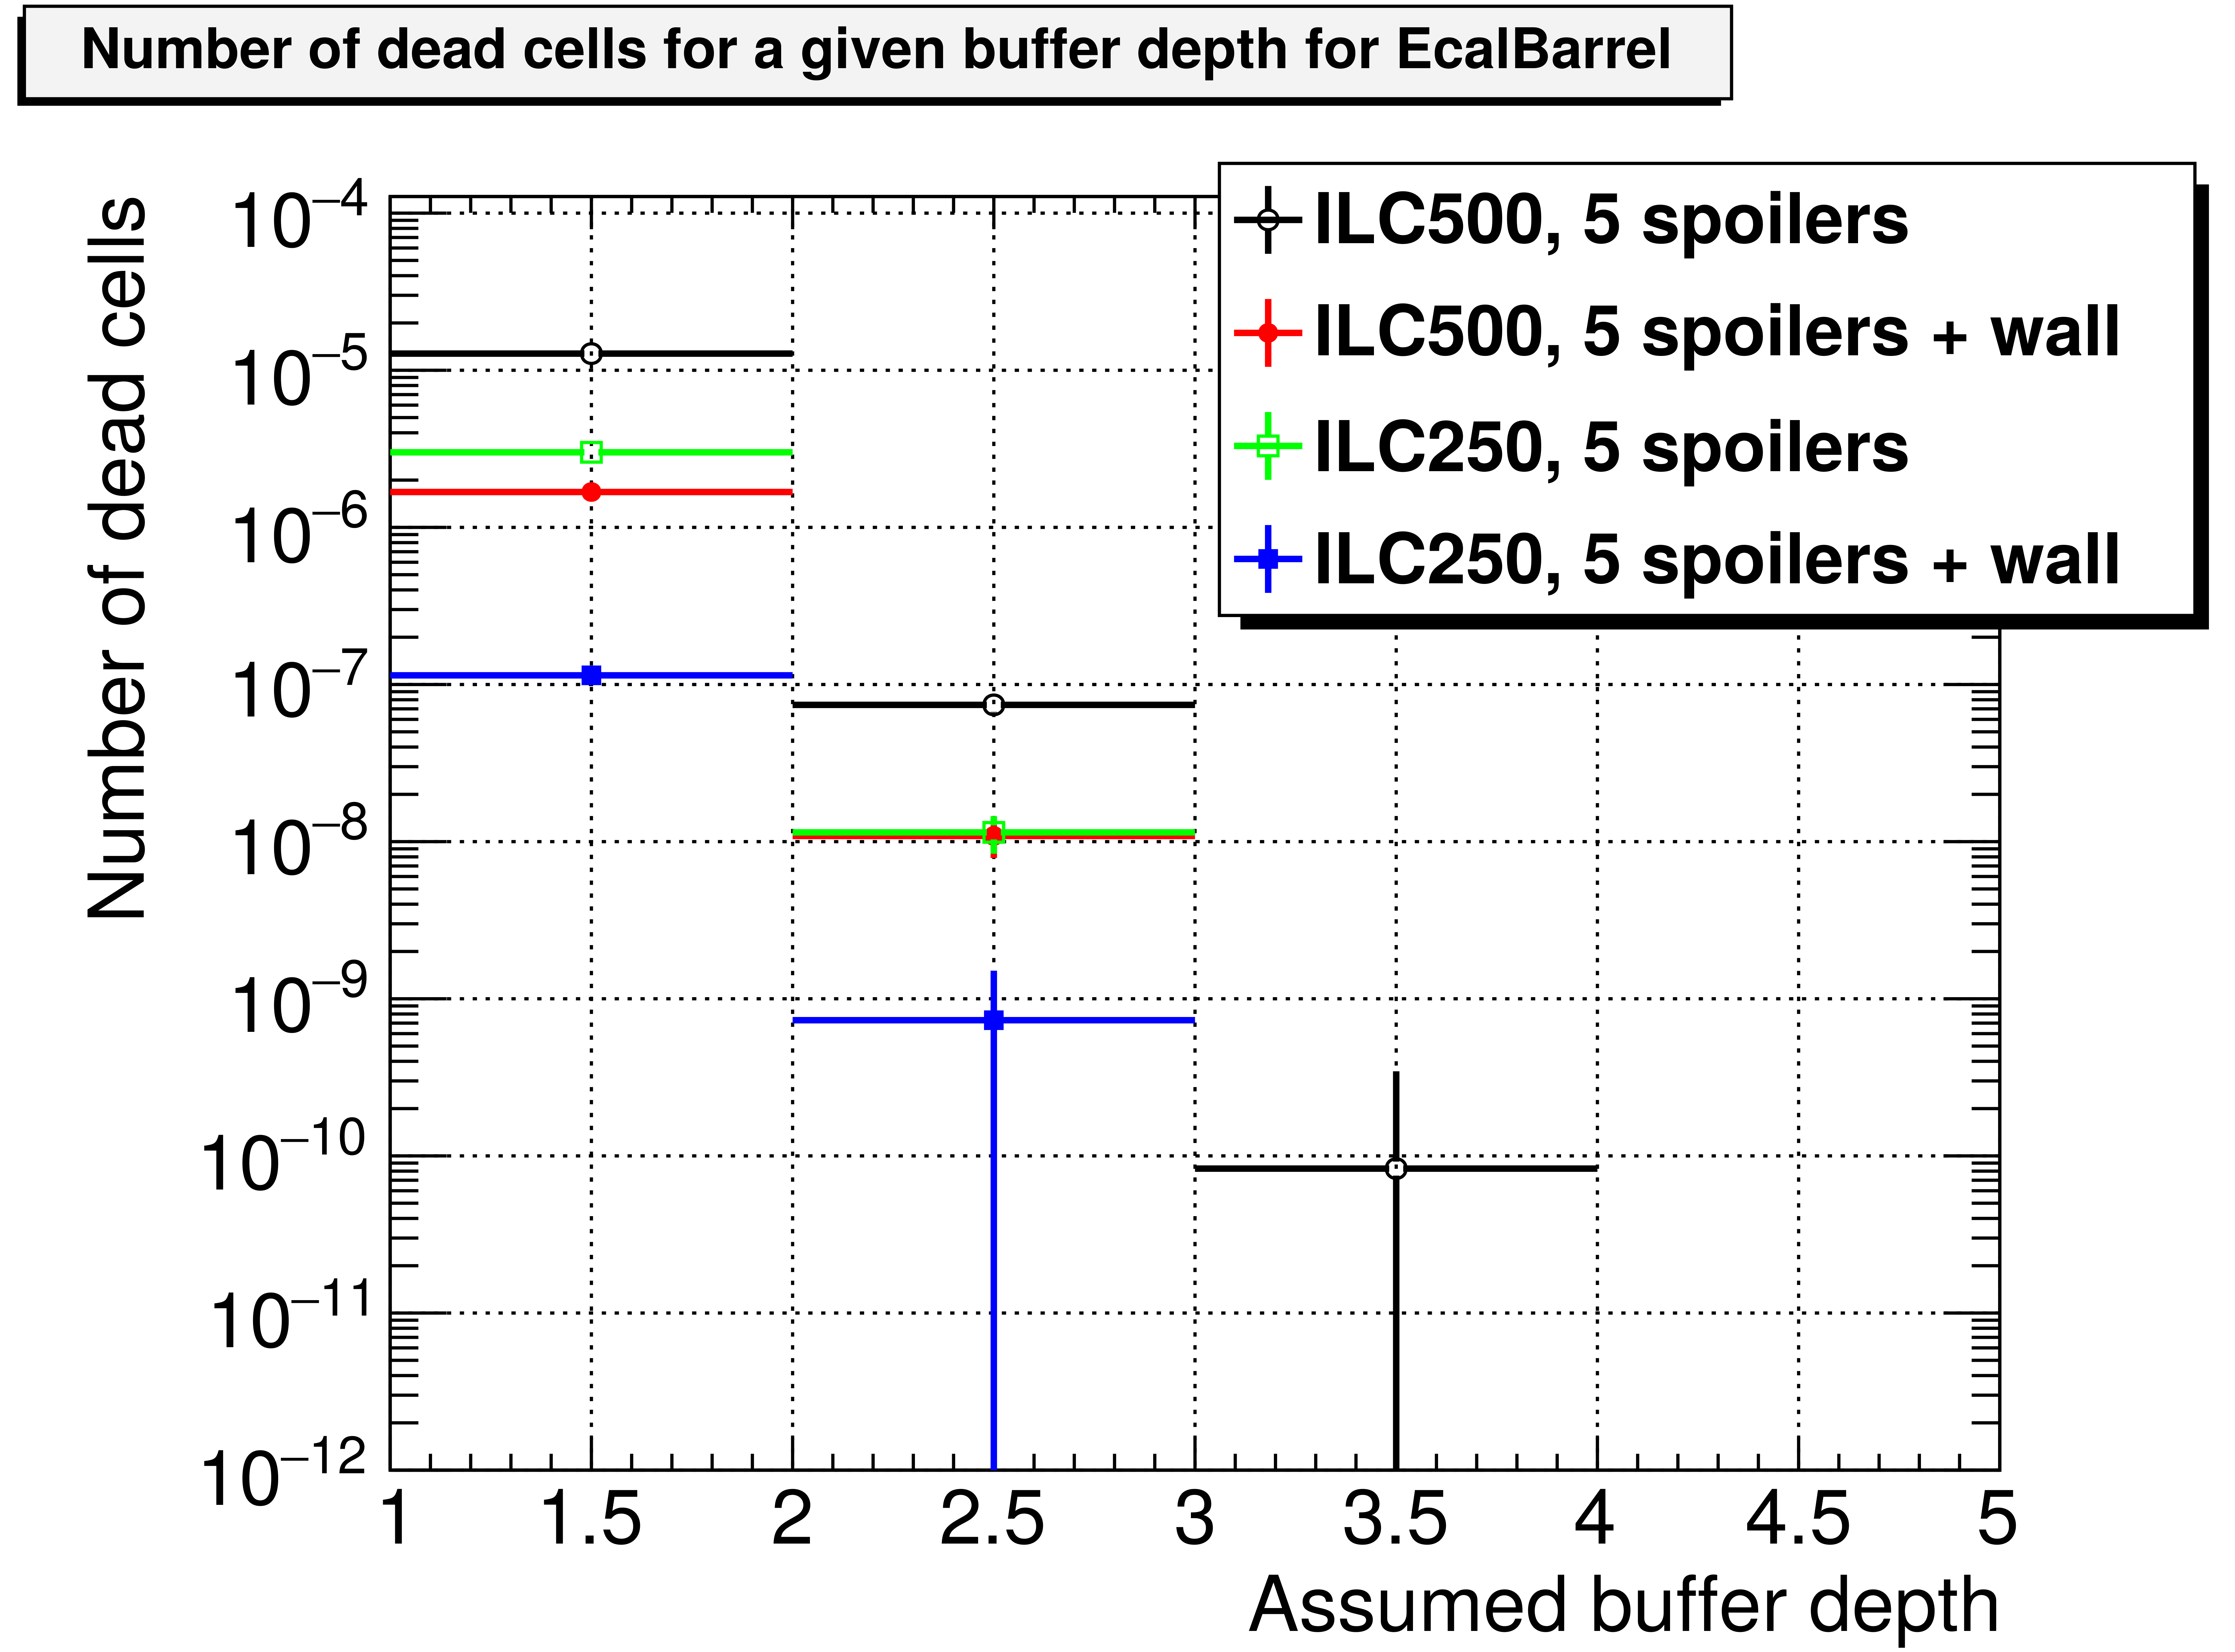 Number of dead cells for a given buffer depth for EcalBarrel
Number of dead cells
10⁻⁴
10⁻⁵
10⁻⁶
10⁻⁷
10⁻⁸
10⁻⁹
10⁻¹⁰
10⁻¹¹
10⁻¹²
ILC500, 5 spoilers
ILC500, 5 spoilers + wall
ILC250, 5 spoilers
ILC250, 5 spoilers + wall
1 1.5 2 2.5 3 3.5 4 4.5 5
Assumed buffer depth